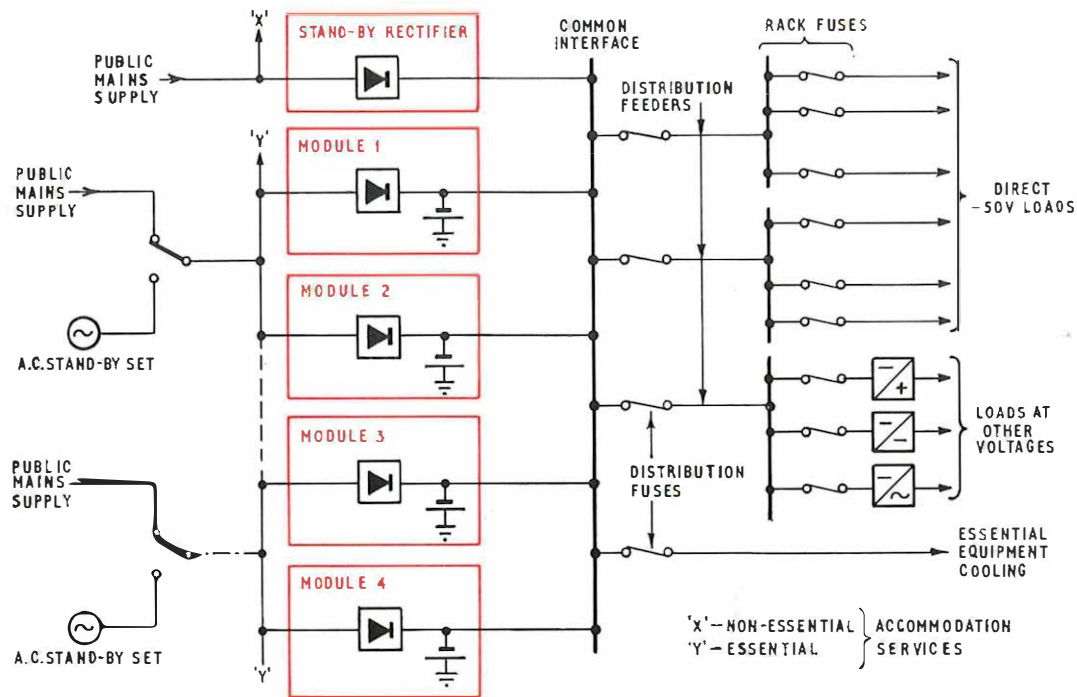 'X'
STAND-BY RECTIFIER
COMMON
INTERFACE
RACK FUSES
PUBLIC
MAINS
SUPPLY
DISTRIBUTION
FEEDERS
'Y'
MODULE 1
PUBLIC
MAINS
SUPPLY
DIRECT
-50V LOADS
MODULE 2
A.C.STAND-BY SET
MODULE 3
LOADS AT
OTHER
VOLTAGES
PUBLIC
MAINS
SUPPLY
DISTRIBUTION
FUSES
ESSENTIAL
EQUIPMENT
COOLING
MODULE 4
A.C.STAND-BY SET
'Y'
'X'-NON-ESSENTIAL
'Y'-ESSENTIAL
ACCOMMODATION
SERVICES